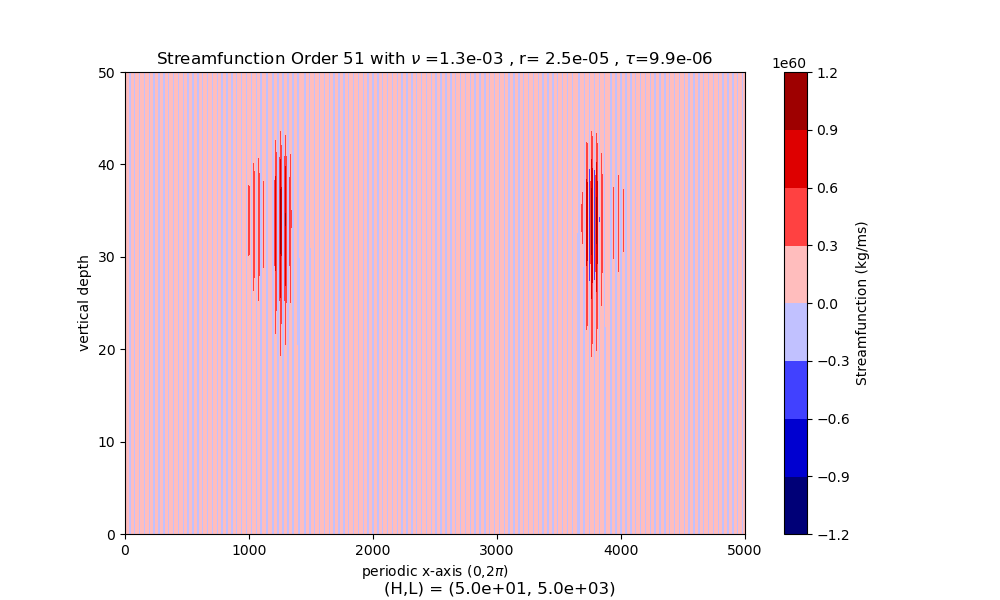 Streamfunction Order 51 with ν =1.3e-03 , r= 2.5e-05 , τ=9.9e-06
1e60
50
40
30
20
10
0
vertical depth
0 1000 2000 3000 4000 5000
periodic x-axis (0,2π)
(H,L) = (5.0e+01, 5.0e+03)
1.2
0.9
0.6
0.3
0.0
−0.3
−0.6
−0.9
−1.2
Streamfunction (kg/ms)